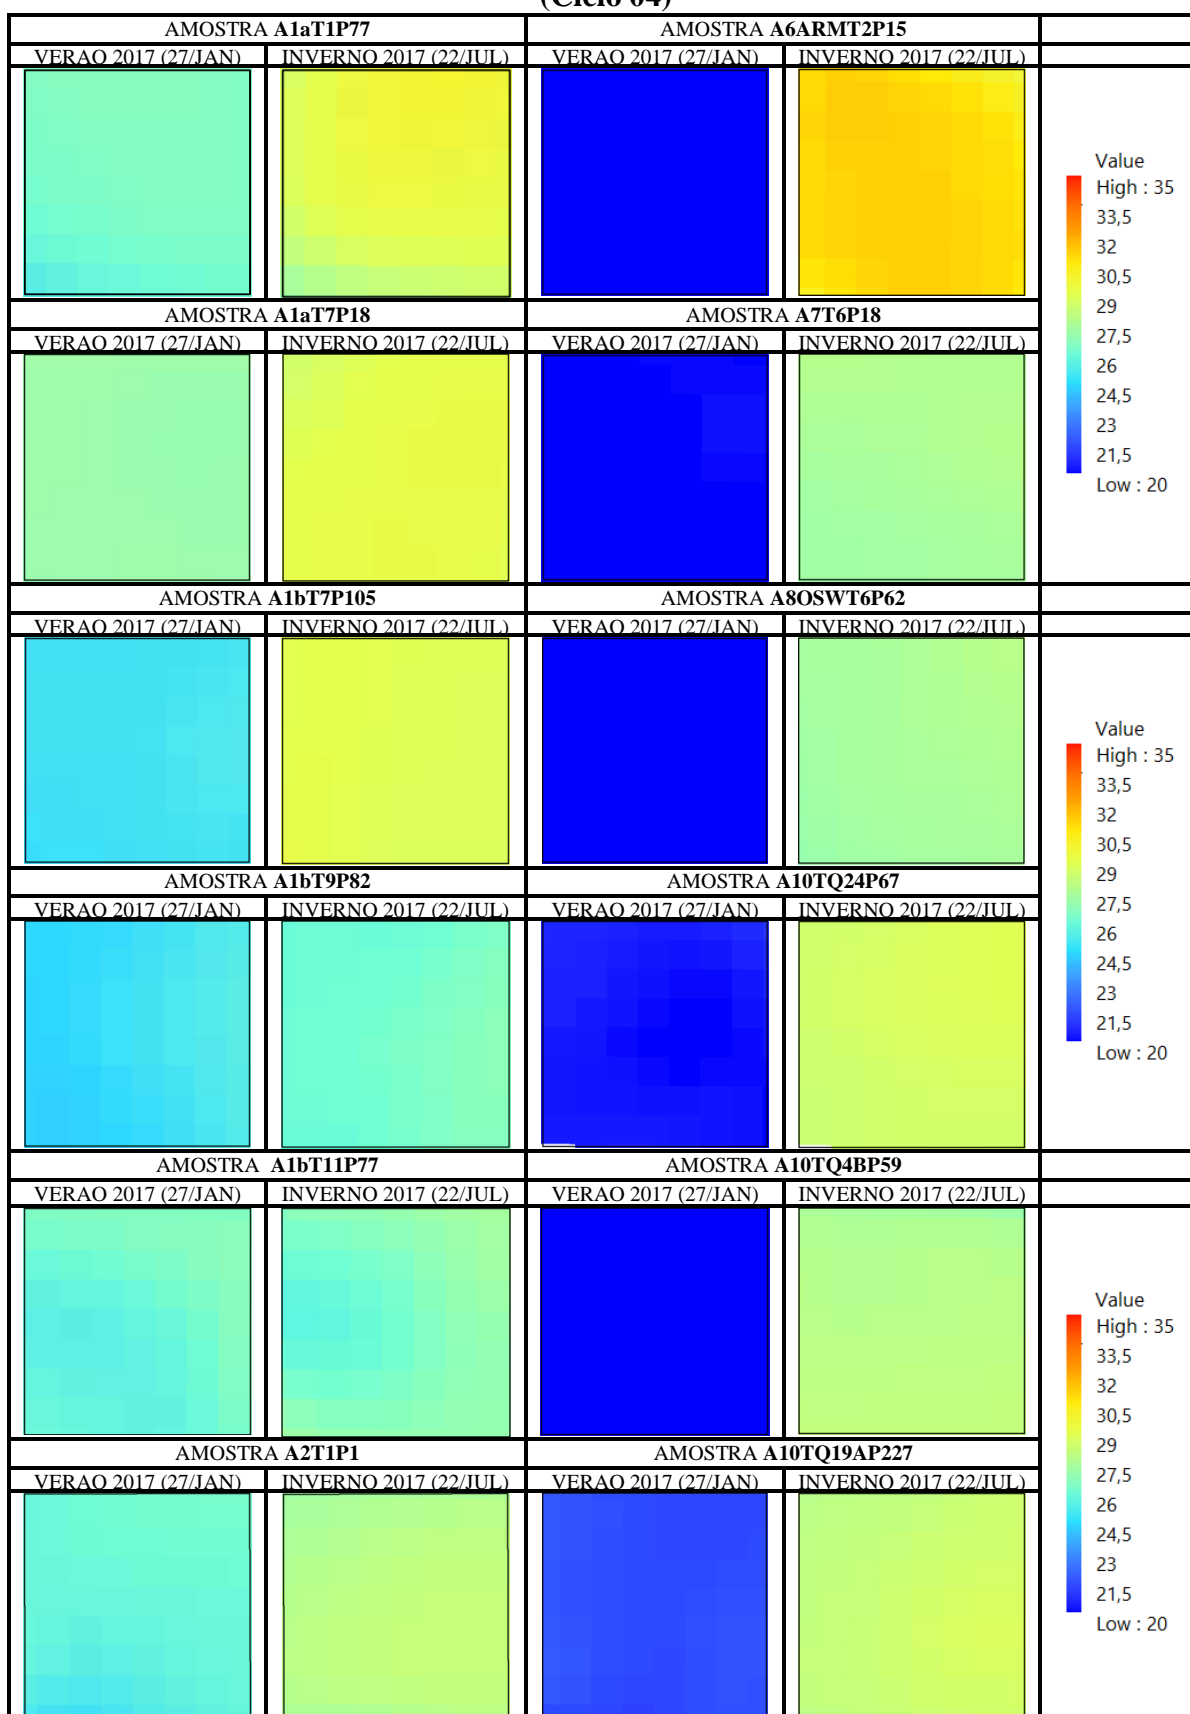 (Ciclo 04)
AMOSTRA A1aT1P77
AMOSTRA A6ARMT2P15
VERAO 2017 (27/JAN)
INVERNO 2017 (22/JUL)
VERAO 2017 (27/JAN)
INVERNO 2017 (22/JUL)
Value
High : 35
33,5
32
30,5
29
27,5
26
24,5
23
21,5
Low : 20
AMOSTRA A1aT7P18
AMOSTRA A7T6P18
VERAO 2017 (27/JAN)
INVERNO 2017 (22/JUL)
VERAO 2017 (27/JAN)
INVERNO 2017 (22/JUL)
AMOSTRA A1bT7P105
AMOSTRA A8OSWT6P62
VERAO 2017 (27/JAN)
INVERNO 2017 (22/JUL)
VERAO 2017 (27/JAN)
INVERNO 2017 (22/JUL)
Value
High : 35
33,5
32
30,5
29
27,5
26
24,5
23
21,5
Low : 20
AMOSTRA A1bT9P82
AMOSTRA A10TQ24P67
VERAO 2017 (27/JAN)
INVERNO 2017 (22/JUL)
VERAO 2017 (27/JAN)
INVERNO 2017 (22/JUL)
AMOSTRA A1bT11P77
AMOSTRA A10TQ4BP59
VERAO 2017 (27/JAN)
INVERNO 2017 (22/JUL)
VERAO 2017 (27/JAN)
INVERNO 2017 (22/JUL)
Value
High : 35
33,5
32
30,5
29
27,5
26
24,5
23
21,5
Low : 20
AMOSTRA A2T1P1
AMOSTRA A10TQ19AP227
VERAO 2017 (27/JAN)
INVERNO 2017 (22/JUL)
VERAO 2017 (27/JAN)
INVERNO 2017 (22/JUL)